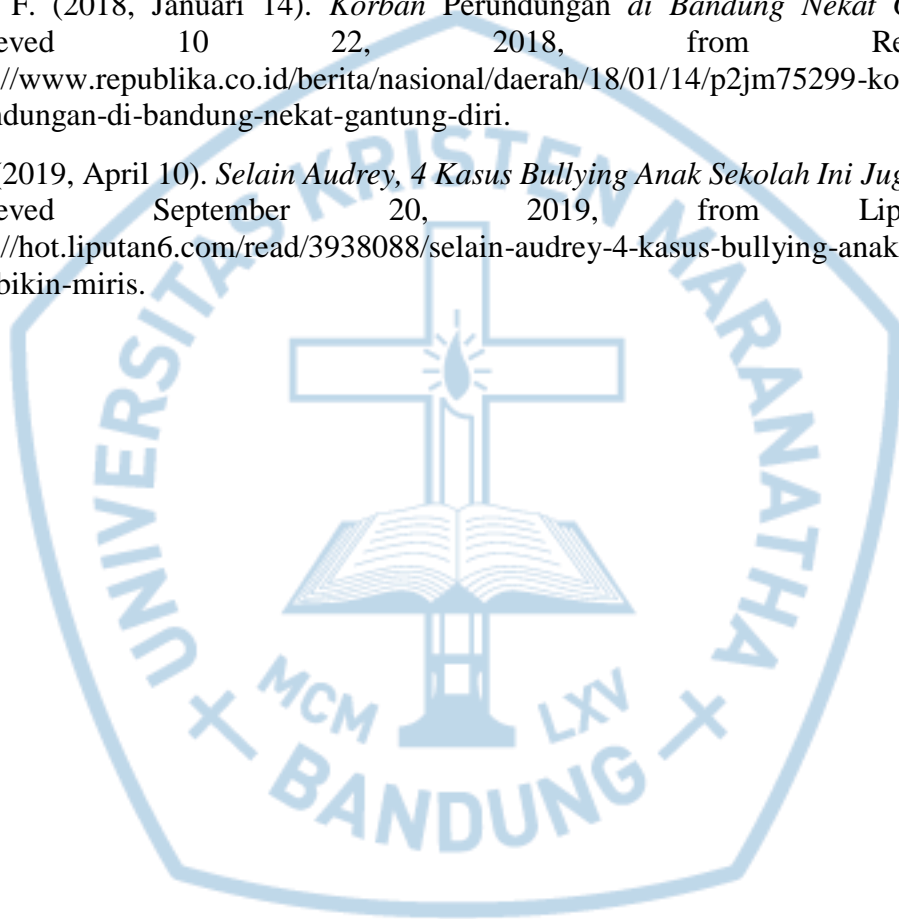 F. (2018, Januari 14). Korban Perundungan di Bandung Nekat
eved 10 22, 2018, from Re
//www.republika.co.id/berita/nasional/daerah/18/01/14/p2jm75299-ko
ndungan-di-bandung-nekat-gantung-diri.
(2019, April 10). Selain Audrey, 4 Kasus Bullying Anak Sekolah Ini Jug
eved September 20, 2019, from Lip
//hot.liputan6.com/read/3938088/selain-audrey-4-kasus-bullying-anak
bikin-miris.
UNIVERSITAS KRISTEN MARANATHA
MCM LXV
BANDUNG